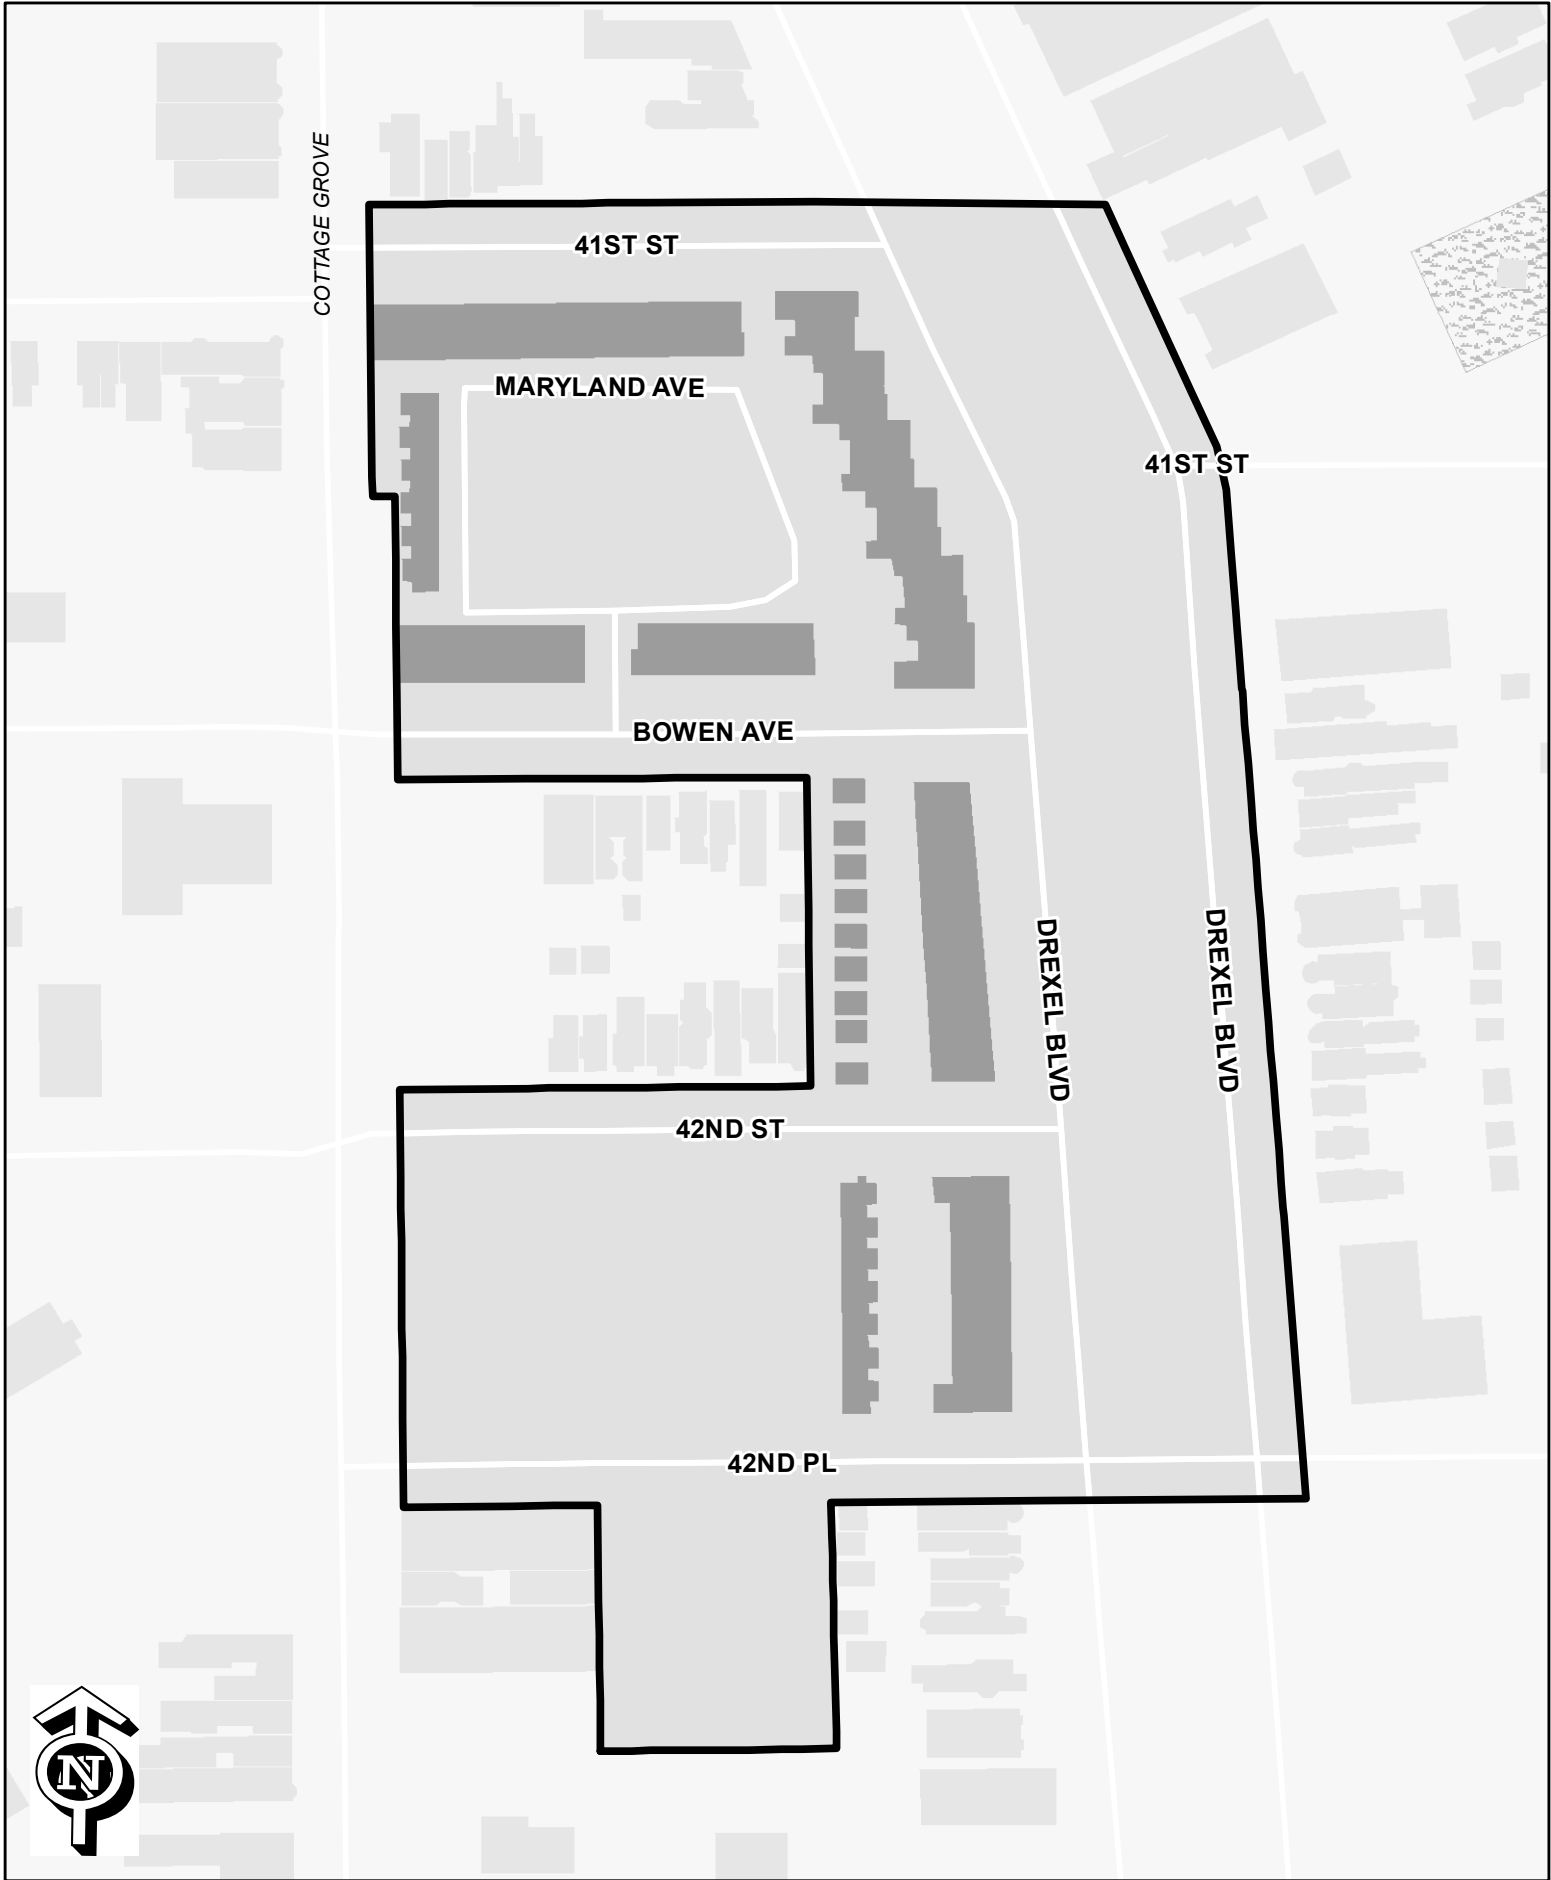 COTTAGE GROVE
41ST ST
MARYLAND AVE
41ST ST
BOWEN AVE
DREXEL BLVD
DREXEL BLVD
42ND ST
42ND PL
N